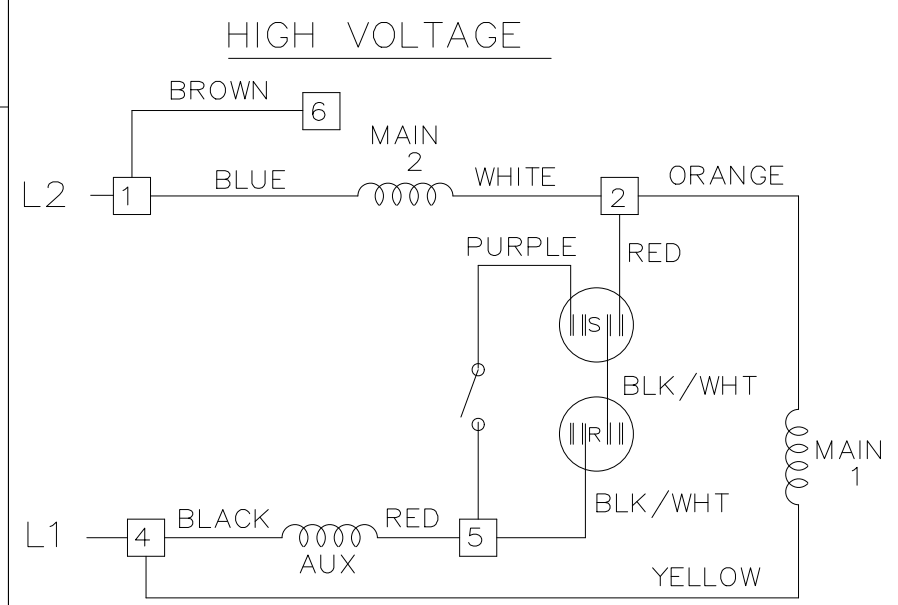 HIGH VOLTAGE
BROWN
6
MAIN
2
L2
1
BLUE
WHITE
2
ORANGE
PURPLE
RED
S
BLK/WHT
R
MAIN
1
BLK/WHT
L1
4
BLACK
AUX
RED
5
YELLOW